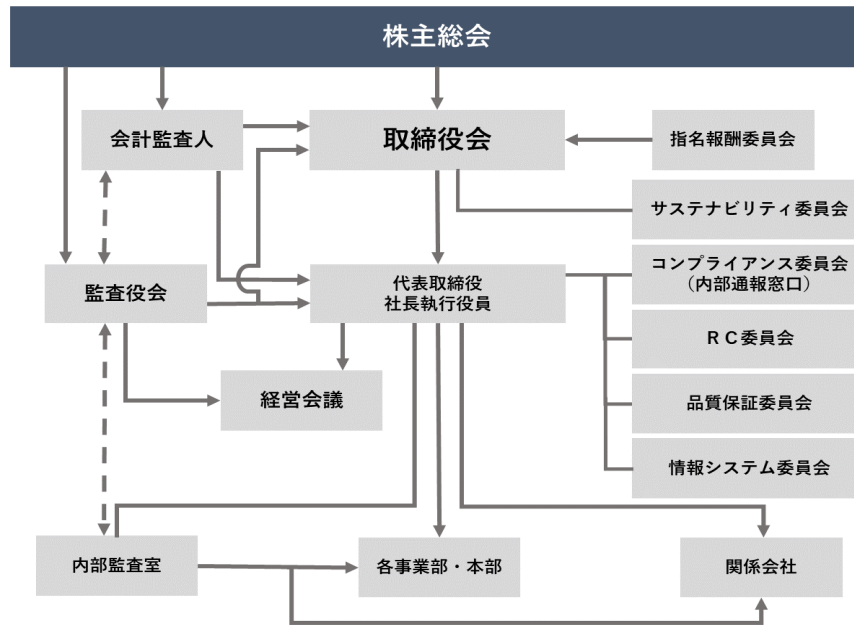 株主総会
会計監査人
取締役会
指名報酬委員会
サステナビリティ委員会
監査役会
代表取締役
社長執行役員
コンプライアンス委員会
（内部通報窓口）
ＲＣ委員会
経営会議
品質保証委員会
情報システム委員会
内部監査室
各事業部・本部
関係会社